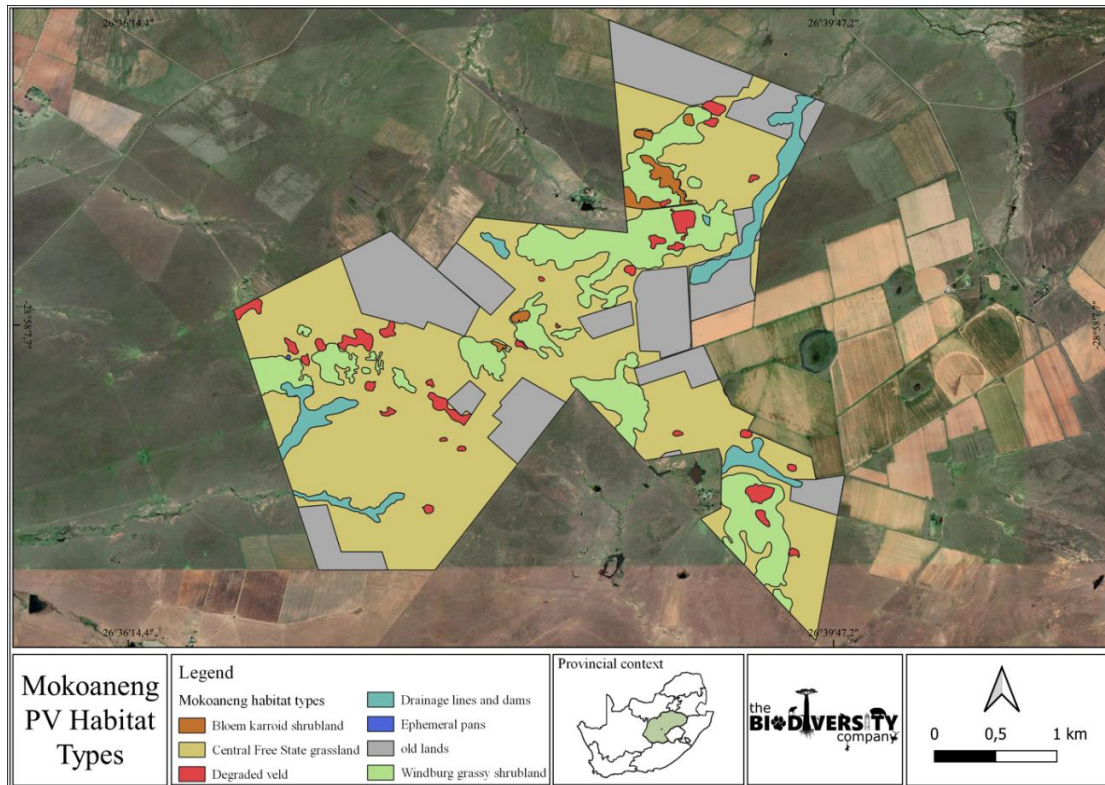 26°36'14.4"
26°39'47.2"
-28°58'7.7"
-28°58'7.7"
26°36'14.4"
26°39'47.2"
Mokoaneng
PV Habitat
Types
Legend
Mokoaneng habitat types
Bloem karroid shrubland
Central Free State grassland
Degraded veld
Drainage lines and dams
Ephemeral pans
old lands
Windburg grassy shrubland
Provincial context
the
BIODIVERSITY
company
0 0,5 1 km